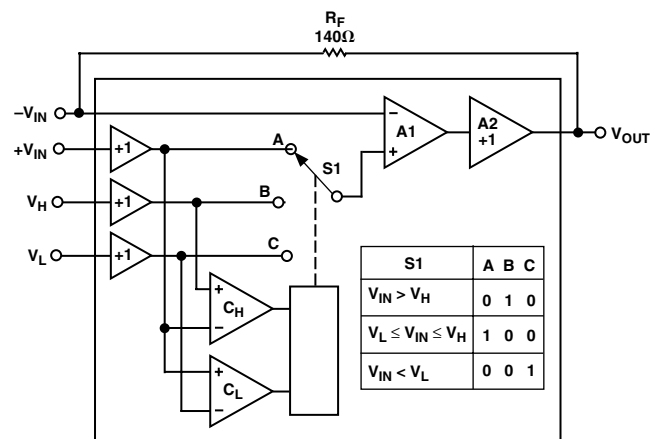 R_F
140Ω
–V_IN
+V_IN
V_H
V_L
+1
+1
+1
A
B
C
S1
–
+
A1
A2
+1
V_OUT
+
–
C_H
+
–
C_L
S1 A B C
V_IN > V_H 0 1 0
V_L ≤ V_IN ≤ V_H 1 0 0
V_IN < V_L 0 0 1